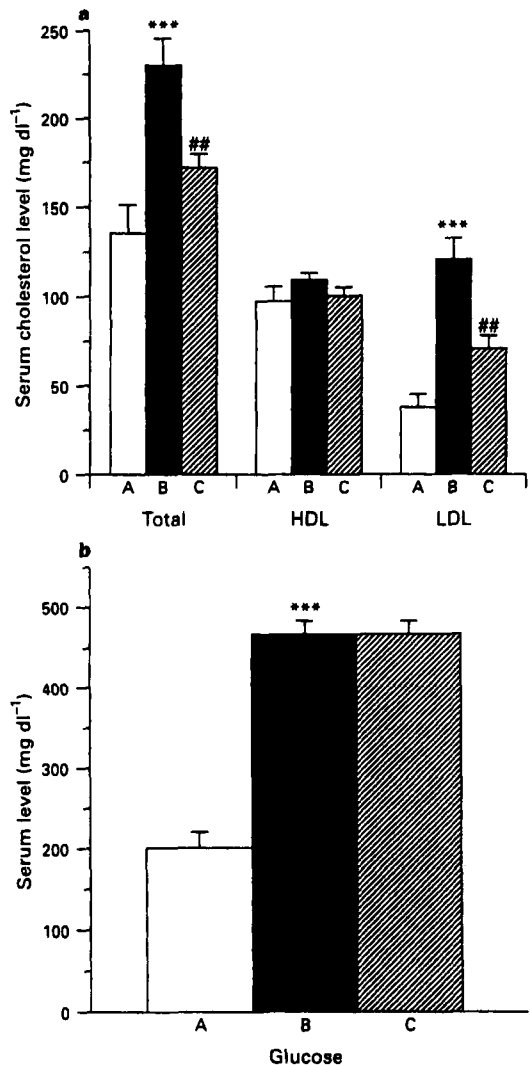 a
Serum cholesterol level (mg dl⁻¹)
250
200
150
100
50
0
***
##
***
##
A B C A B C A B C
Total HDL LDL
b
Serum level (mg dl⁻¹)
500
400
300
200
100
0
***
A B C
Glucose